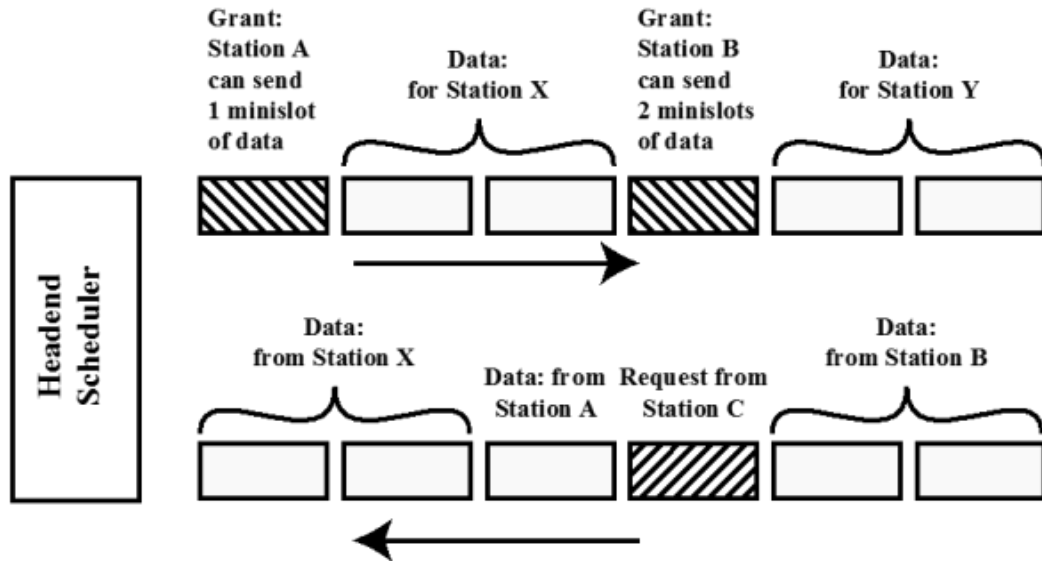 Grant:
Station A
can send
1 minislot
of data
Data:
for Station X
Grant:
Station B
can send
2 minislots
of data
Data:
for Station Y
Headend
Scheduler
Data:
from Station X
Data: from
Station A
Request from
Station C
Data:
from Station B